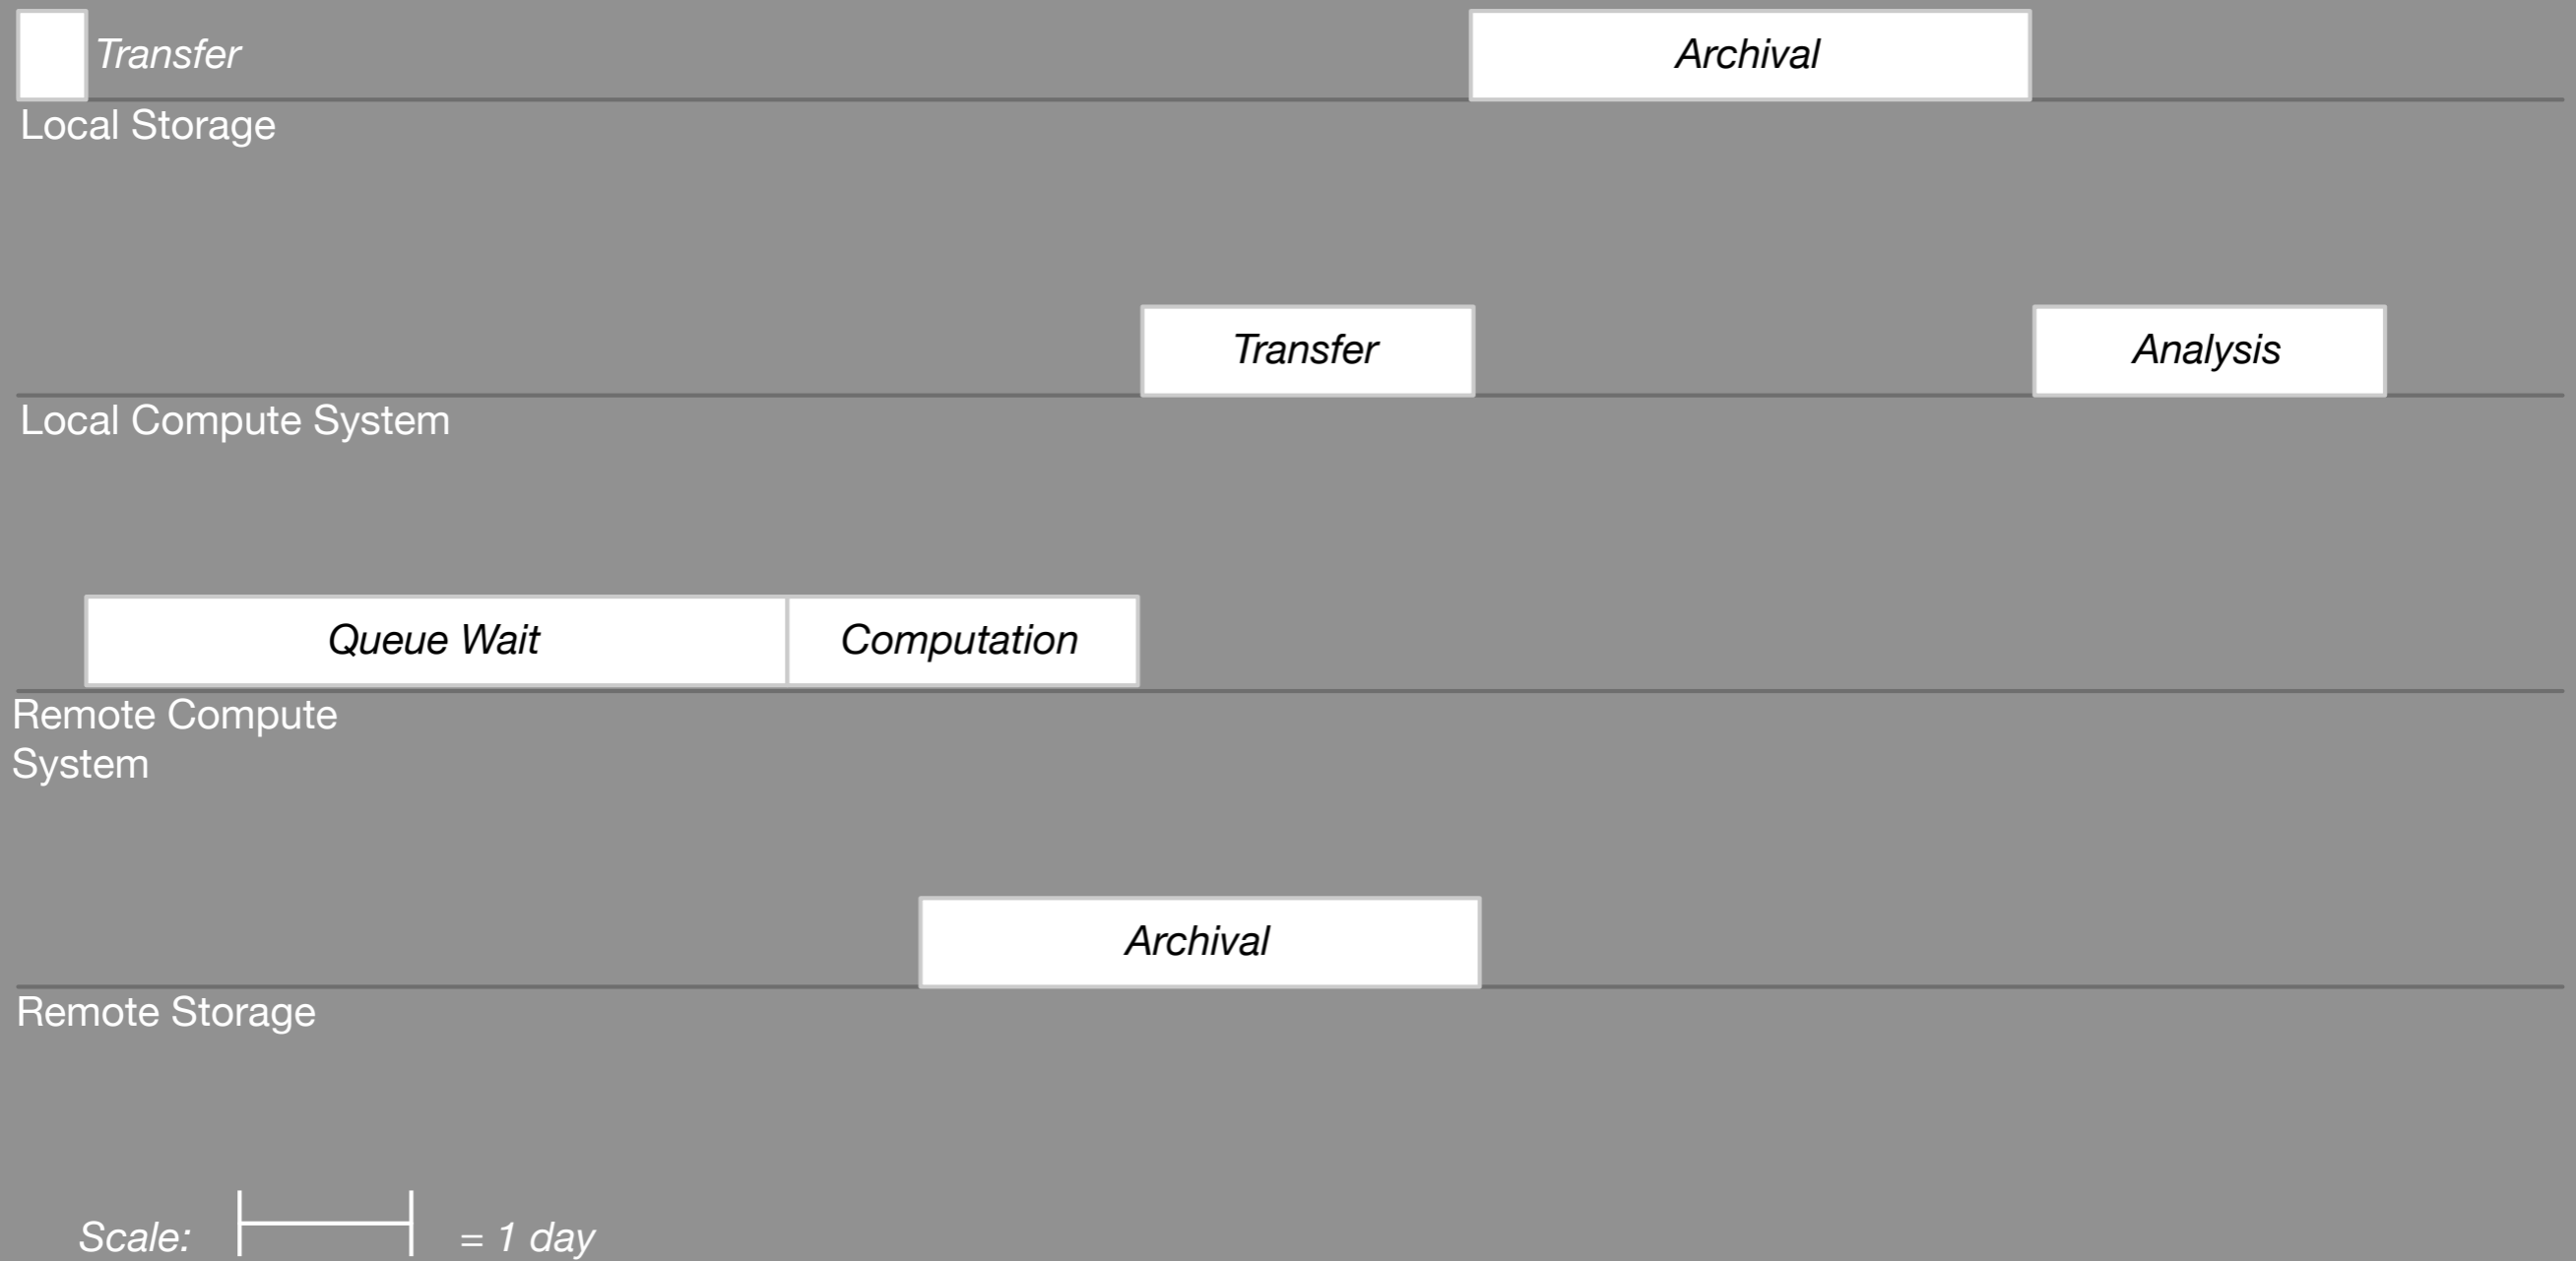 Transfer
Archival
Local Storage
Transfer
Analysis
Local Compute System
Queue Wait
Computation
Remote Compute
System
Archival
Remote Storage
Scale:
= 1 day